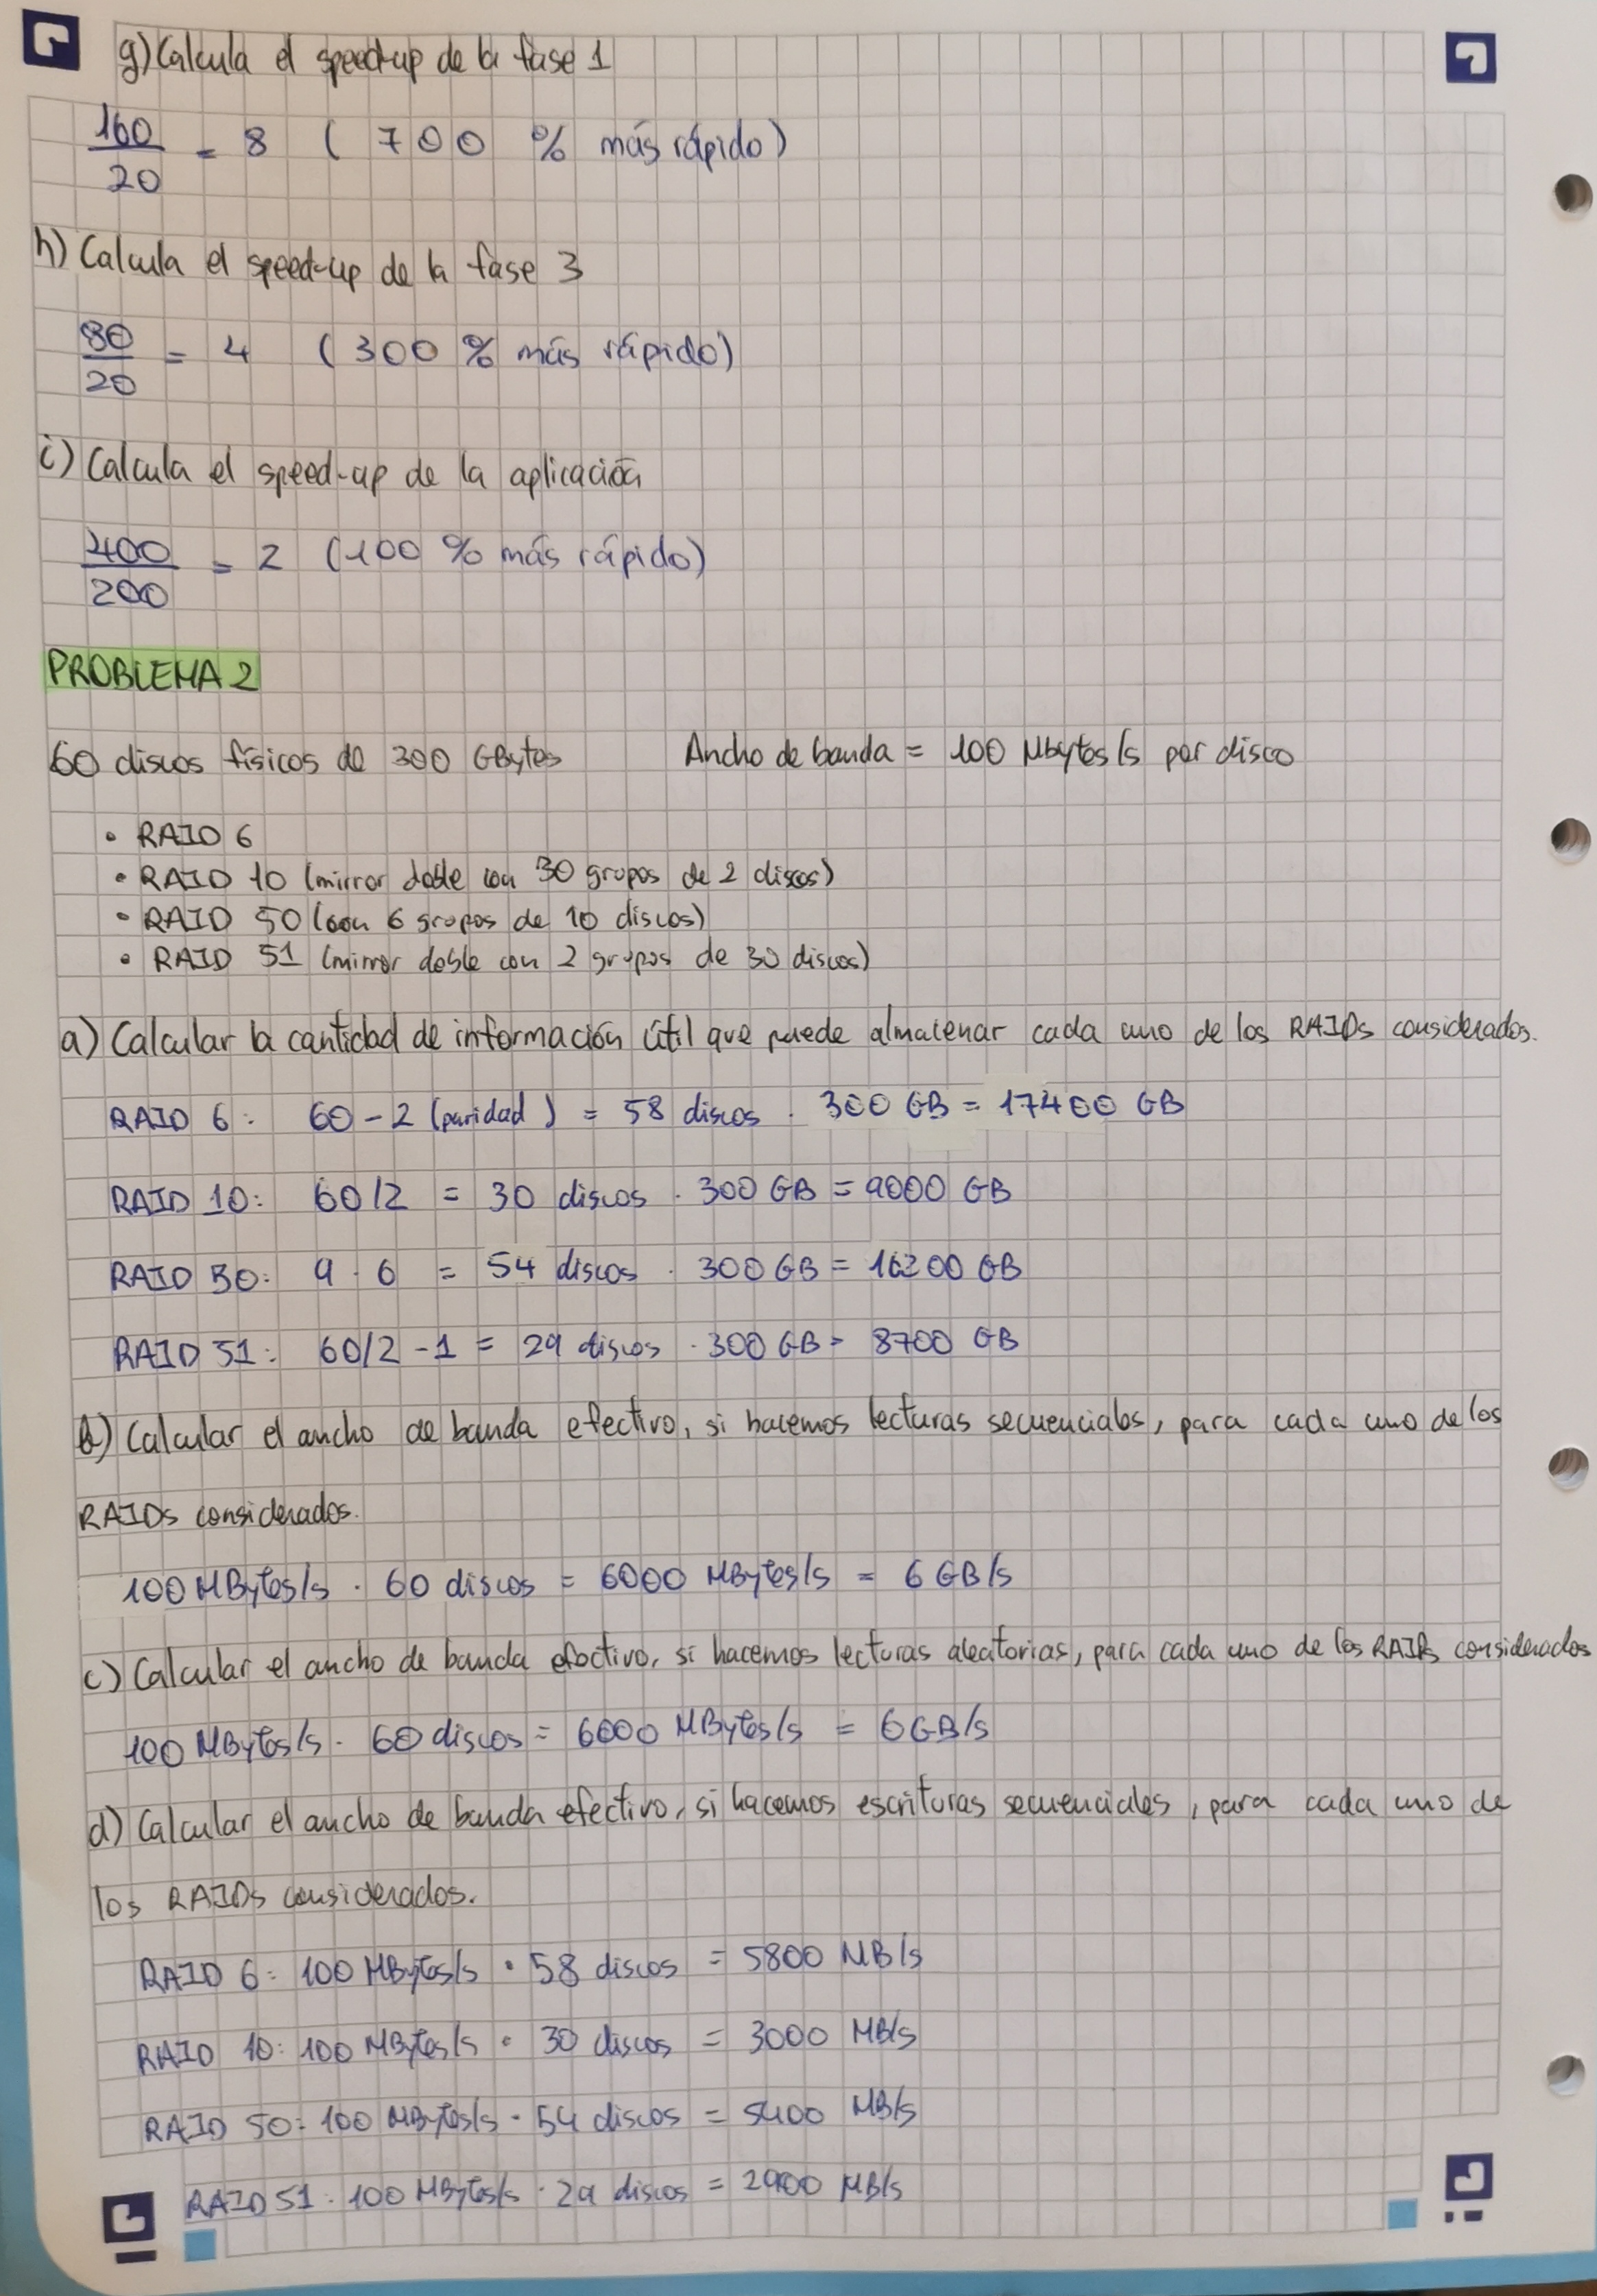 g) Calcula el speed-up de la fase 1
160/20 = 8 (700 % más rápido)
h) Calcula el speed-up de la fase 3
80/20 = 4 (300 % más rápido)
i) Calcula el speed-up de la aplicación
400/200 = 2 (100 % más rápido)
PROBLEMA 2
60 discos físicos de 300 GBytes Ancho de banda = 100 Mbytes/s por disco
• RAID 6
• RAID 10 (mirror doble con 30 grupos de 2 discos)
• RAID 50 (con 6 grupos de 10 discos)
• RAID 51 (mirror doble con 2 grupos de 30 discos)
a) Calcular la cantidad de información útil que puede almacenar cada uno de los RAIDs considerados.
RAID 6: 60 - 2 (paridad) = 58 discos · 300 GB = 17400 GB
RAID 10: 60/2 = 30 discos · 300 GB = 9000 GB
RAID 50: 9 · 6 = 54 discos · 300 GB = 16200 GB
RAID 51: 60/2 - 1 = 29 discos · 300 GB = 8700 GB
b) Calcular el ancho de banda efectivo, si hacemos lecturas secuenciales, para cada uno de los
RAIDs considerados.
100 MBytes/s · 60 discos = 6000 MBytes/s = 6 GB/s
c) Calcular el ancho de banda efectivo, si hacemos lecturas aleatorias, para cada uno de los RAIDs considerados
100 MBytes/s · 60 discos = 6000 MBytes/s = 6 GB/s
d) Calcular el ancho de banda efectivo, si hacemos escrituras secuenciales, para cada uno de
los RAIDs considerados.
RAID 6: 100 MBytes/s · 58 discos = 5800 MB/s
RAID 10: 100 MBytes/s · 30 discos = 3000 MB/s
RAID 50: 100 MBytes/s · 54 discos = 5400 MB/s
RAID 51: 100 MBytes/s · 29 discos = 2900 MB/s